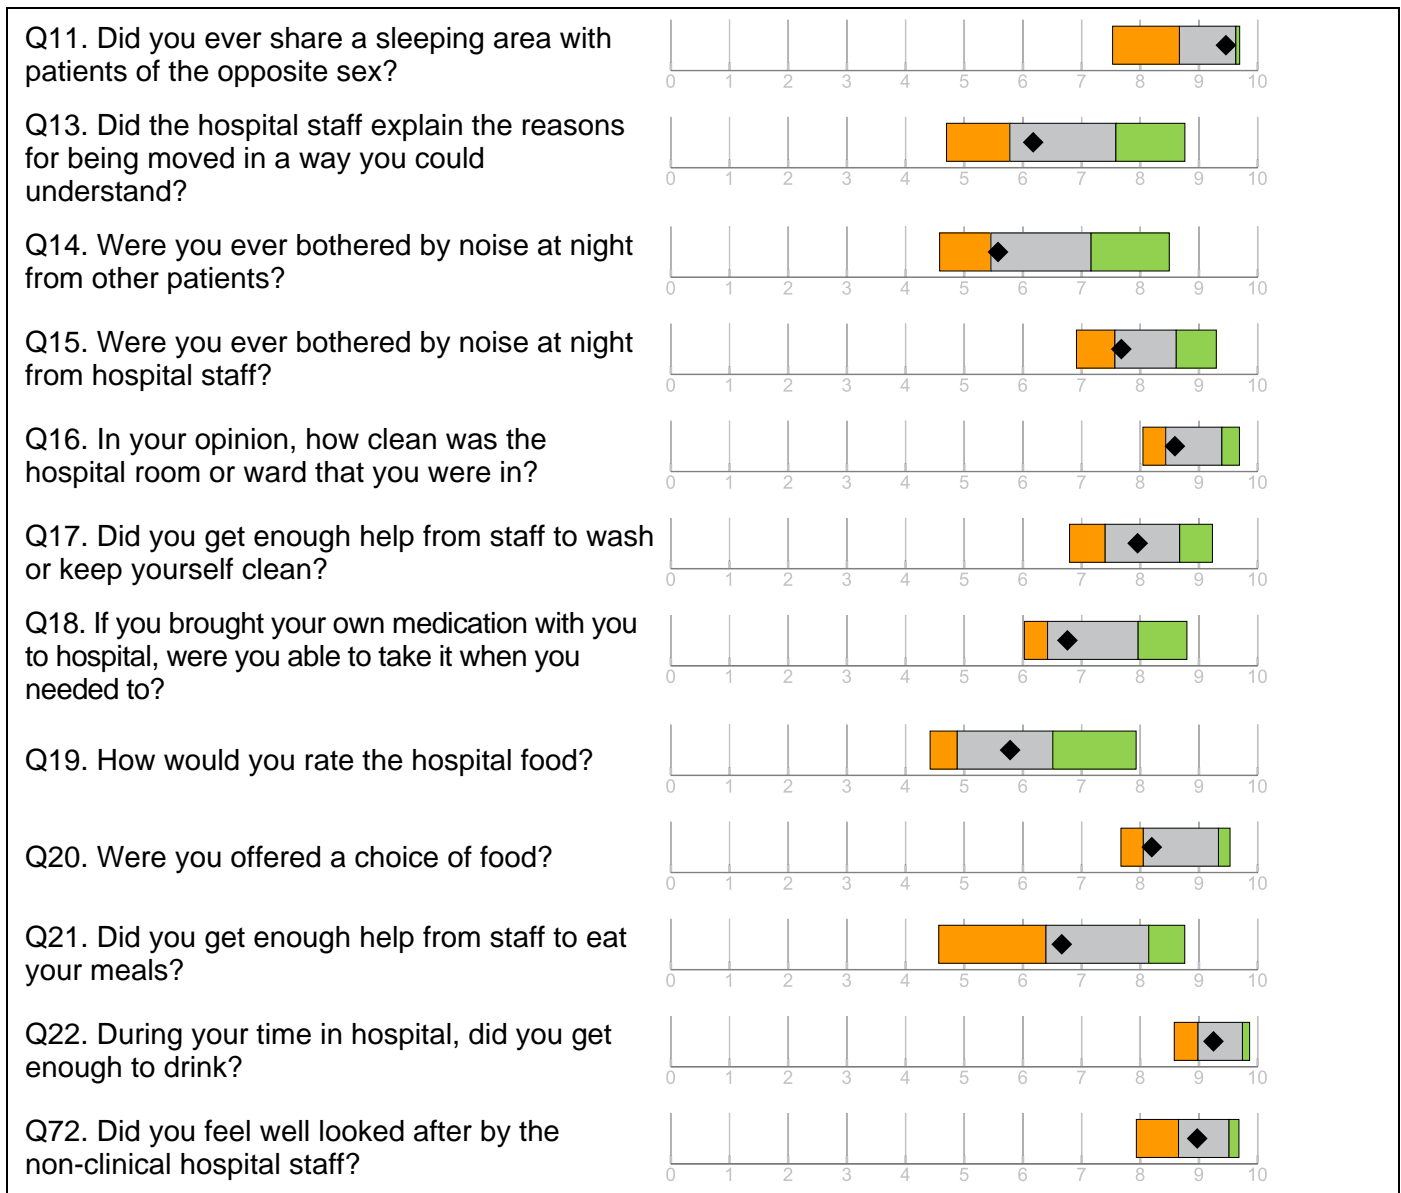 Q11. Did you ever share a sleeping area with
patients of the opposite sex?
0 1 2 3 4 5 6 7 8 9 10
Q13. Did the hospital staff explain the reasons
for being moved in a way you could
understand?
0 1 2 3 4 5 6 7 8 9 10
Q14. Were you ever bothered by noise at night
from other patients?
0 1 2 3 4 5 6 7 8 9 10
Q15. Were you ever bothered by noise at night
from hospital staff?
0 1 2 3 4 5 6 7 8 9 10
Q16. In your opinion, how clean was the
hospital room or ward that you were in?
0 1 2 3 4 5 6 7 8 9 10
Q17. Did you get enough help from staff to wash
or keep yourself clean?
0 1 2 3 4 5 6 7 8 9 10
Q18. If you brought your own medication with you
to hospital, were you able to take it when you
needed to?
0 1 2 3 4 5 6 7 8 9 10
Q19. How would you rate the hospital food?
0 1 2 3 4 5 6 7 8 9 10
Q20. Were you offered a choice of food?
0 1 2 3 4 5 6 7 8 9 10
Q21. Did you get enough help from staff to eat
your meals?
0 1 2 3 4 5 6 7 8 9 10
Q22. During your time in hospital, did you get
enough to drink?
0 1 2 3 4 5 6 7 8 9 10
Q72. Did you feel well looked after by the
non-clinical hospital staff?
0 1 2 3 4 5 6 7 8 9 10